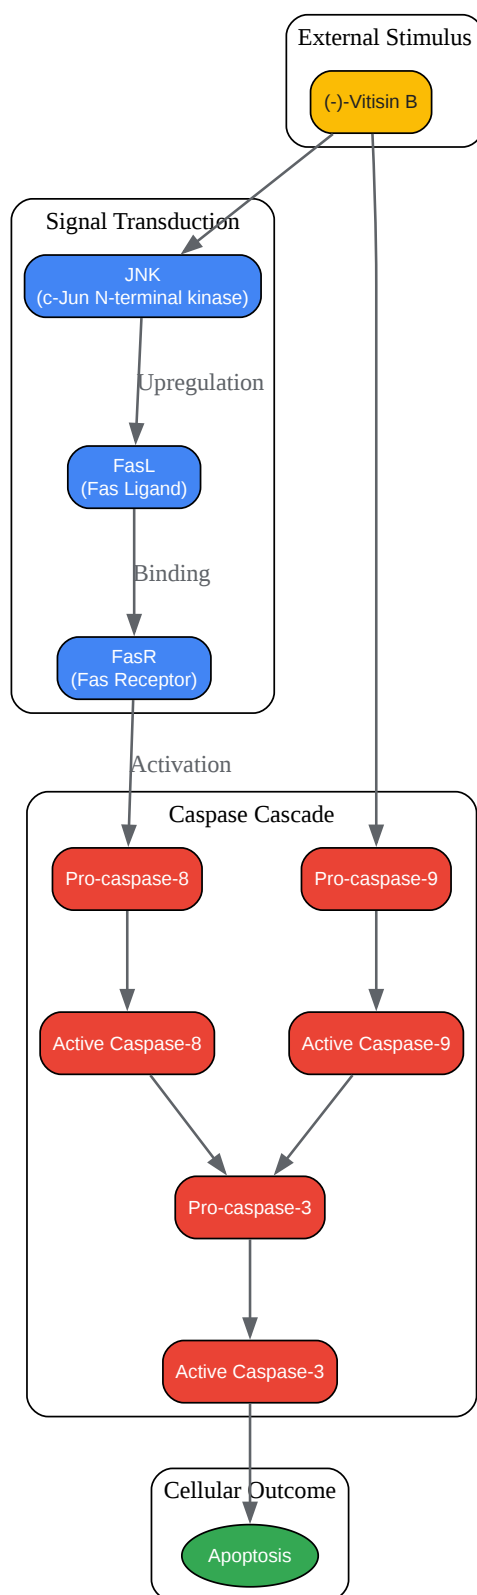 External Stimulus
(-)-Vitisin B
Signal Transduction
JNK
(c-Jun N-terminal kinase)
Upregulation
FasL
(Fas Ligand)
Binding
FasR
(Fas Receptor)
Activation
Caspase Cascade
Pro-caspase-8
Pro-caspase-9
Active Caspase-8
Active Caspase-9
Pro-caspase-3
Active Caspase-3
Cellular Outcome
Apoptosis